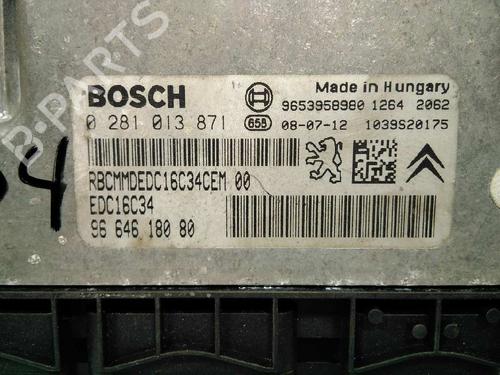 B-PARTS
BOSCH
Made in Hungary
9653958980 1264 2062
0 281 013 871
65B
08-07-12 1039S20175
RBCMMDEDC16C34CEM 00
EDC16C34
96 646 180 80